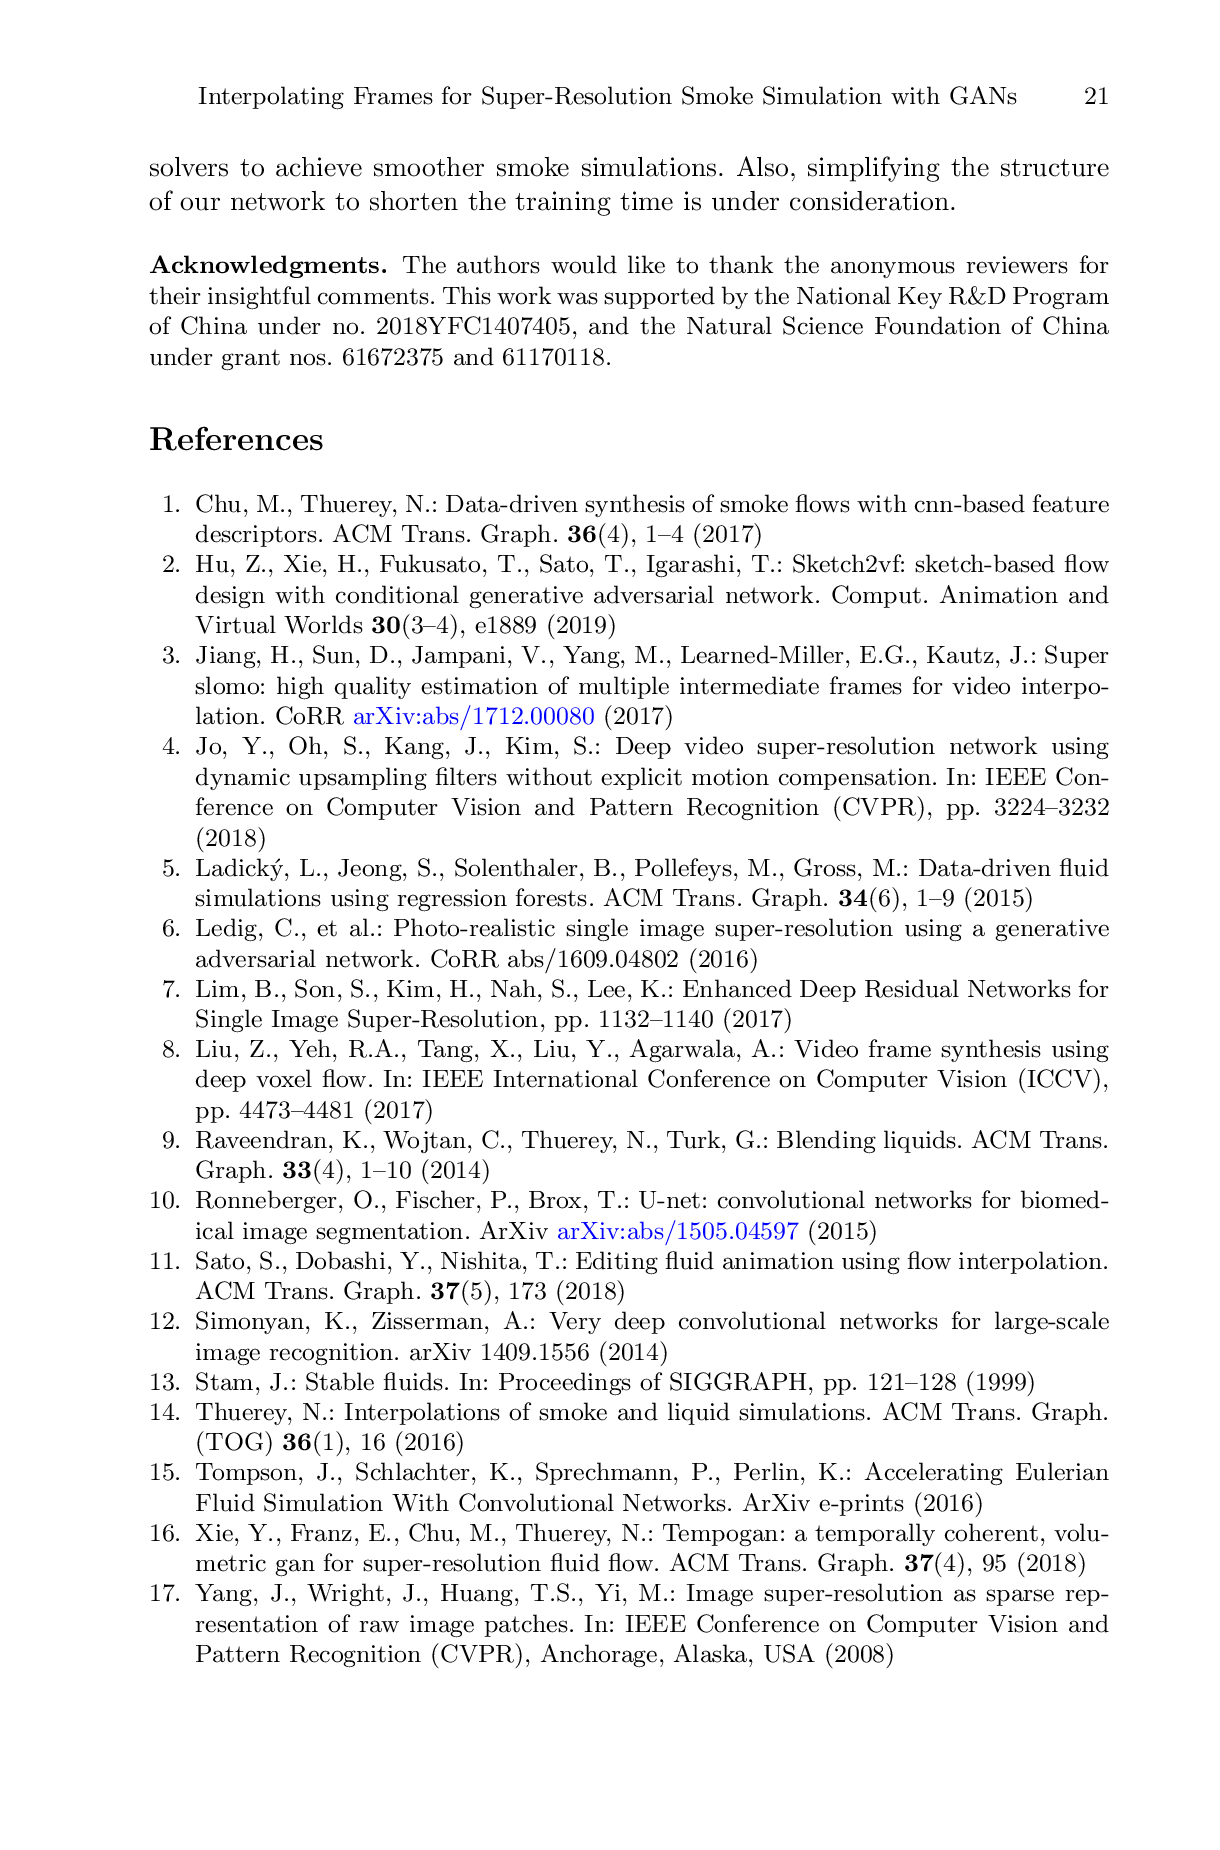 Interpolating Frames for Super-Resolution Smoke Simulation with GANs 21
solvers to achieve smoother smoke simulations. Also, simplifying the structure
of our network to shorten the training time is under consideration.
Acknowledgments. The authors would like to thank the anonymous reviewers for
their insightful comments. This work was supported by the National Key R&D Program
of China under no. 2018YFC1407405, and the Natural Science Foundation of China
under grant nos. 61672375 and 61170118.
References
1. Chu, M., Thuerey, N.: Data-driven synthesis of smoke flows with cnn-based feature
descriptors. ACM Trans. Graph. 36(4), 1–4 (2017)
2. Hu, Z., Xie, H., Fukusato, T., Sato, T., Igarashi, T.: Sketch2vf: sketch-based flow
design with conditional generative adversarial network. Comput. Animation and
Virtual Worlds 30(3–4), e1889 (2019)
3. Jiang, H., Sun, D., Jampani, V., Yang, M., Learned-Miller, E.G., Kautz, J.: Super
slomo: high quality estimation of multiple intermediate frames for video interpo-
lation. CoRR arXiv:abs/1712.00080 (2017)
4. Jo, Y., Oh, S., Kang, J., Kim, S.: Deep video super-resolution network using
dynamic upsampling filters without explicit motion compensation. In: IEEE Con-
ference on Computer Vision and Pattern Recognition (CVPR), pp. 3224–3232
(2018)
5. Ladický, L., Jeong, S., Solenthaler, B., Pollefeys, M., Gross, M.: Data-driven fluid
simulations using regression forests. ACM Trans. Graph. 34(6), 1–9 (2015)
6. Ledig, C., et al.: Photo-realistic single image super-resolution using a generative
adversarial network. CoRR abs/1609.04802 (2016)
7. Lim, B., Son, S., Kim, H., Nah, S., Lee, K.: Enhanced Deep Residual Networks for
Single Image Super-Resolution, pp. 1132–1140 (2017)
8. Liu, Z., Yeh, R.A., Tang, X., Liu, Y., Agarwala, A.: Video frame synthesis using
deep voxel flow. In: IEEE International Conference on Computer Vision (ICCV),
pp. 4473–4481 (2017)
9. Raveendran, K., Wojtan, C., Thuerey, N., Turk, G.: Blending liquids. ACM Trans.
Graph. 33(4), 1–10 (2014)
10. Ronneberger, O., Fischer, P., Brox, T.: U-net: convolutional networks for biomed-
ical image segmentation. ArXiv arXiv:abs/1505.04597 (2015)
11. Sato, S., Dobashi, Y., Nishita, T.: Editing fluid animation using flow interpolation.
ACM Trans. Graph. 37(5), 173 (2018)
12. Simonyan, K., Zisserman, A.: Very deep convolutional networks for large-scale
image recognition. arXiv 1409.1556 (2014)
13. Stam, J.: Stable fluids. In: Proceedings of SIGGRAPH, pp. 121–128 (1999)
14. Thuerey, N.: Interpolations of smoke and liquid simulations. ACM Trans. Graph.
(TOG) 36(1), 16 (2016)
15. Tompson, J., Schlachter, K., Sprechmann, P., Perlin, K.: Accelerating Eulerian
Fluid Simulation With Convolutional Networks. ArXiv e-prints (2016)
16. Xie, Y., Franz, E., Chu, M., Thuerey, N.: Tempogan: a temporally coherent, volu-
metric gan for super-resolution fluid flow. ACM Trans. Graph. 37(4), 95 (2018)
17. Yang, J., Wright, J., Huang, T.S., Yi, M.: Image super-resolution as sparse rep-
resentation of raw image patches. In: IEEE Conference on Computer Vision and
Pattern Recognition (CVPR), Anchorage, Alaska, USA (2008)